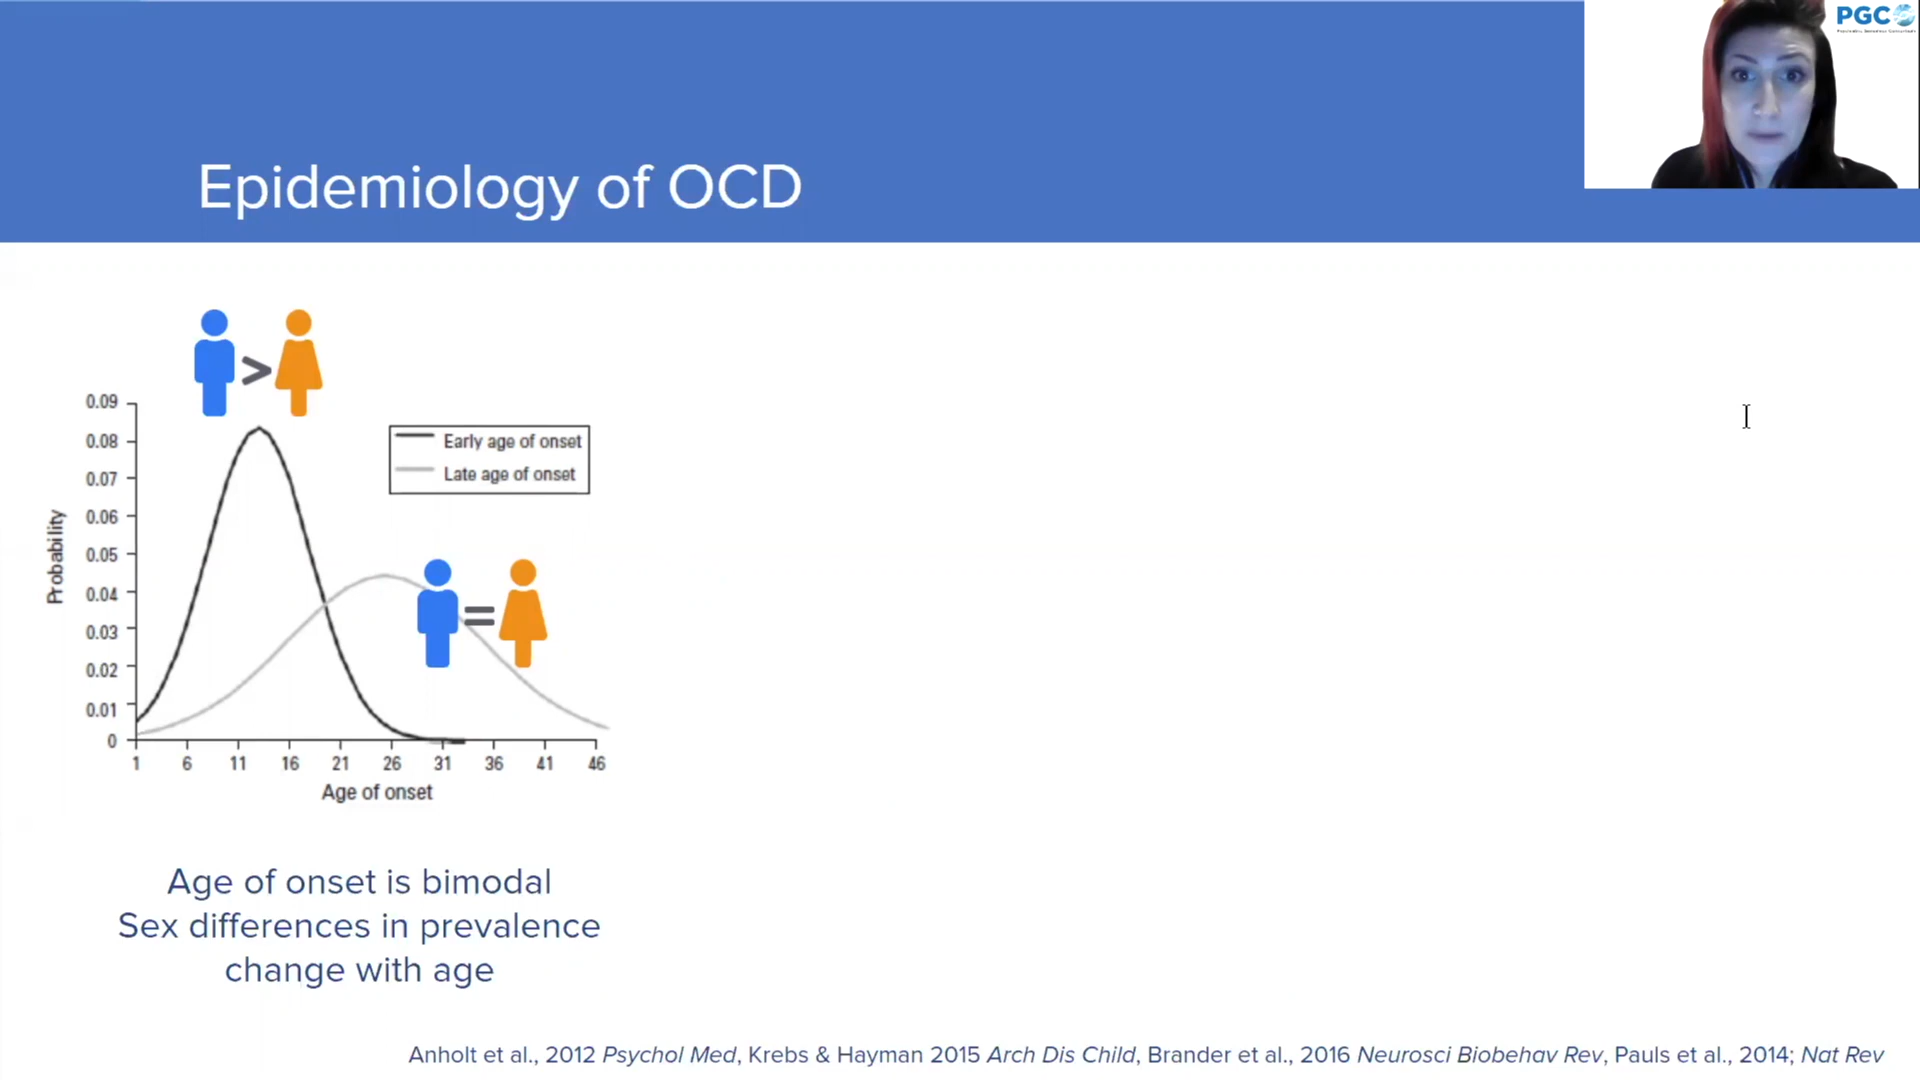 PGC
Epidemiology of OCD
>
0.09
0.08
0.07
0.06
0.05
0.04
0.03
0.02
0.01
0
Probability
Early age of onset
Late age of onset
=
1 6 11 16 21 26 31 36 41 46
Age of onset
Age of onset is bimodal
Sex differences in prevalence
change with age
Anholt et al., 2012 Psychol Med, Krebs & Hayman 2015 Arch Dis Child, Brander et al., 2016 Neurosci Biobehav Rev, Pauls et al., 2014; Nat Rev